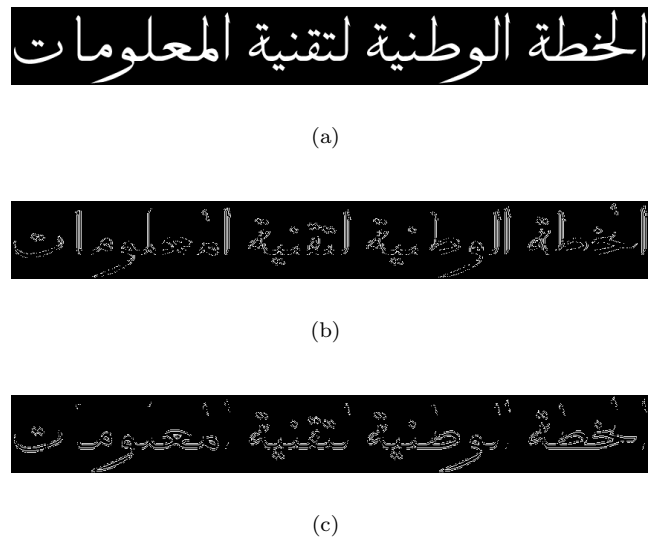 الخطة الوطنية لتقنية المعلومات
(a)
الخطة الوطنية لتقنية المعلومات
(b)
الخطة الوطنية لتقنية المعلومات
(c)